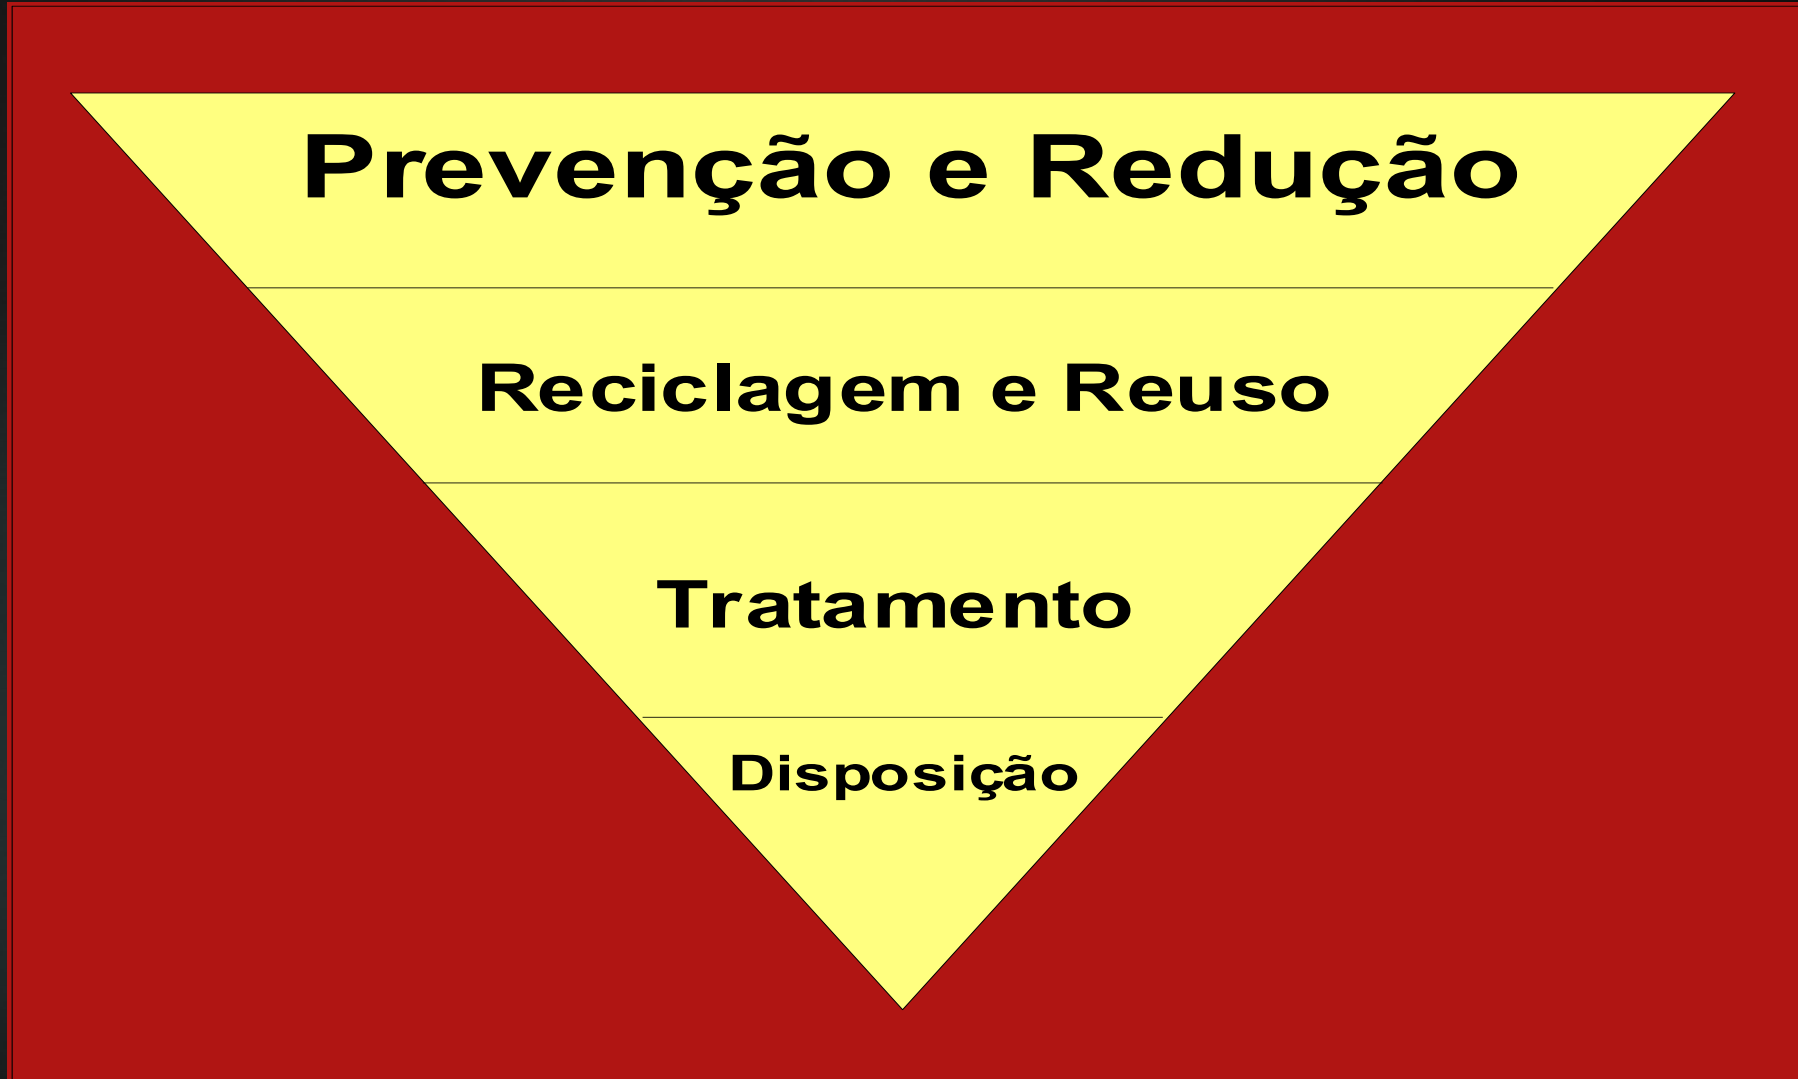 Prevenção e Redução
Reciclagem e Reuso
Tratamento
Disposição